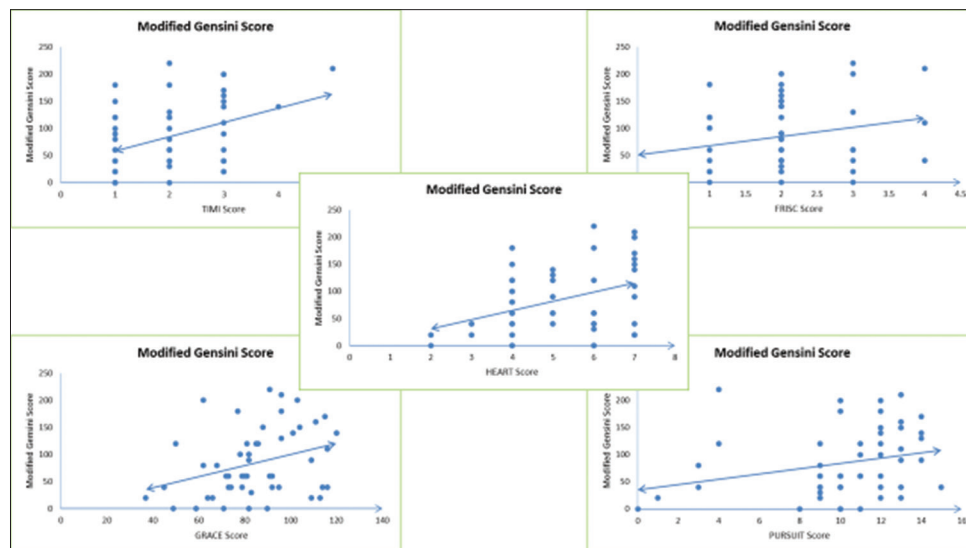 Modified Gensini Score
Modified Gensini Score
250
200
150
100
50
0
0 1 2 3 4
TIMI Score
Modified Gensini Score
Modified Gensini Score
250
200
150
100
50
0
1 1.5 2 2.5 3 3.5 4 4.5
FRISC Score
Modified Gensini Score
Modified Gensini Score
250
200
150
100
50
0
0 1 2 3 4 5 6 7 8
HEART Score
Modified Gensini Score
Modified Gensini Score
250
200
150
100
50
0
0 20 40 60 80 100 120 140
GRACE Score
Modified Gensini Score
Modified Gensini Score
250
200
150
100
50
0
0 2 4 6 8 10 12 14 16
PURSUIT Score